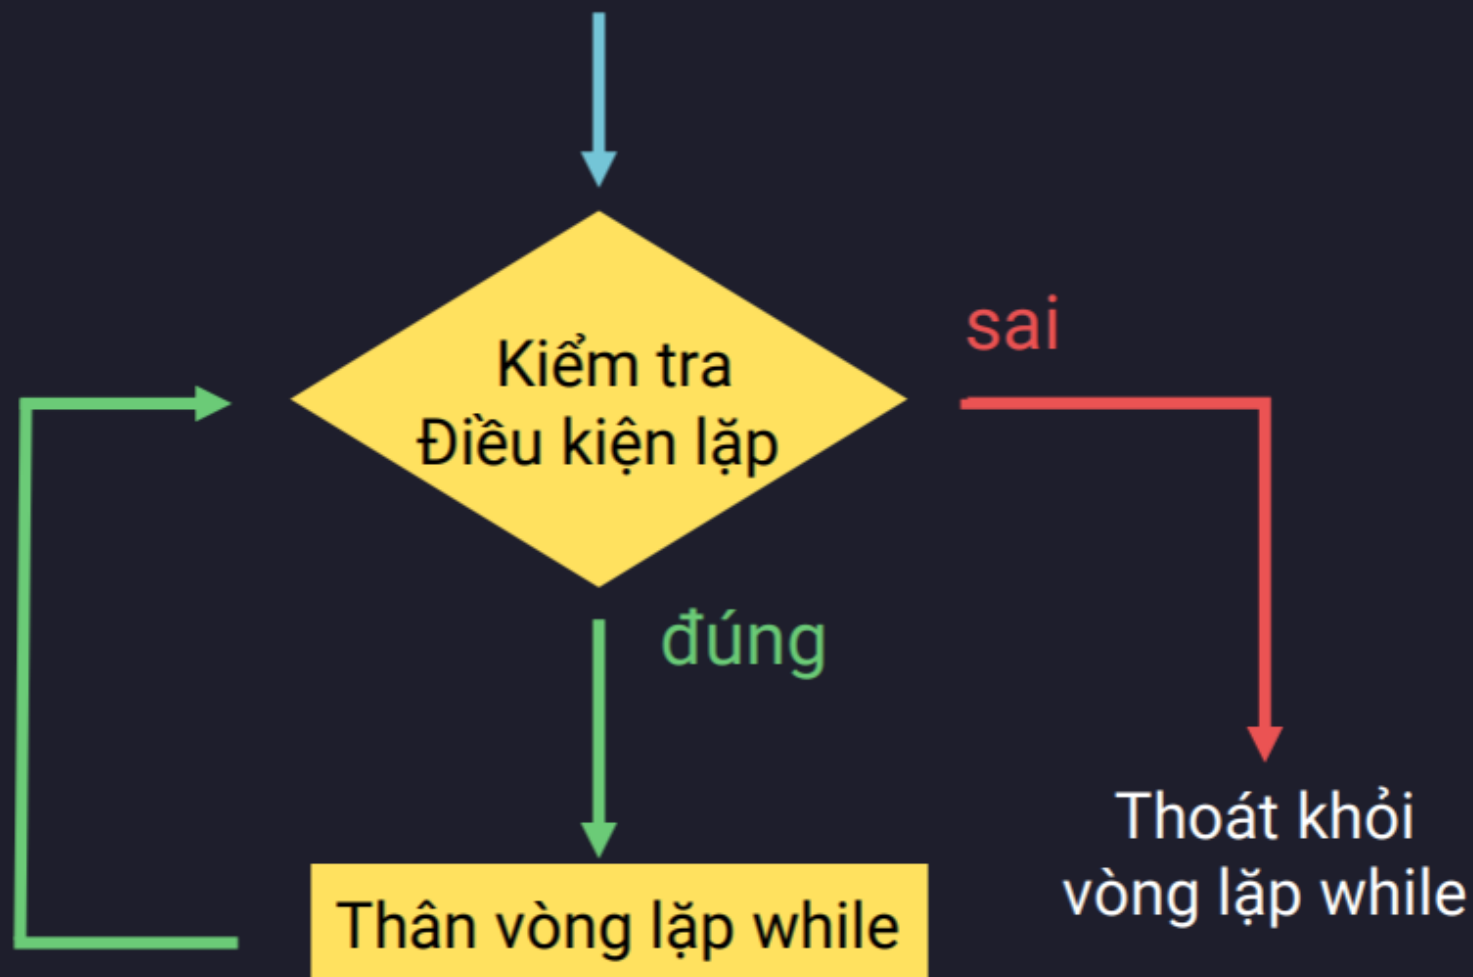 sai
Kiểm tra
Điều kiện lặp
đúng
Thoát khỏi
vòng lặp while
Thân vòng lặp while